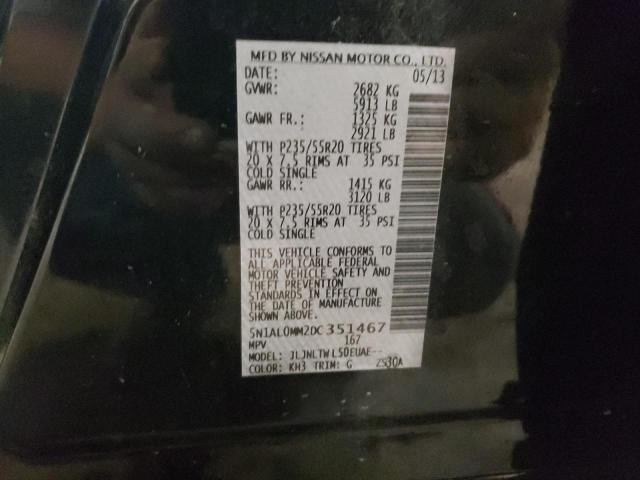 MFD BY NISSAN MOTOR CO., LTD.
DATE: 05/13
GVWR: 2682 KG
5913 LB
GAWR FR.: 1325 KG
2921 LB
WITH P235/55R20 TIRES
20 X 7.5 RIMS AT 35 PSI
COLD SINGLE
GAWR RR.: 1415 KG
3120 LB
WITH P235/55R20 TIRES
20 X 7.5 RIMS AT 35 PSI
COLD SINGLE
THIS VEHICLE CONFORMS TO
ALL APPLICABLE FEDERAL
MOTOR VEHICLE SAFETY AND
THEFT PREVENTION
STANDARDS IN EFFECT ON
THE DATE OF MANUFACTURE
SHOWN ABOVE.
5N1AL0MM2DC351467
MPV 167
MODEL: JLJNLTWL50EUAE--
COLOR: KH3 TRIM: G ZS30A